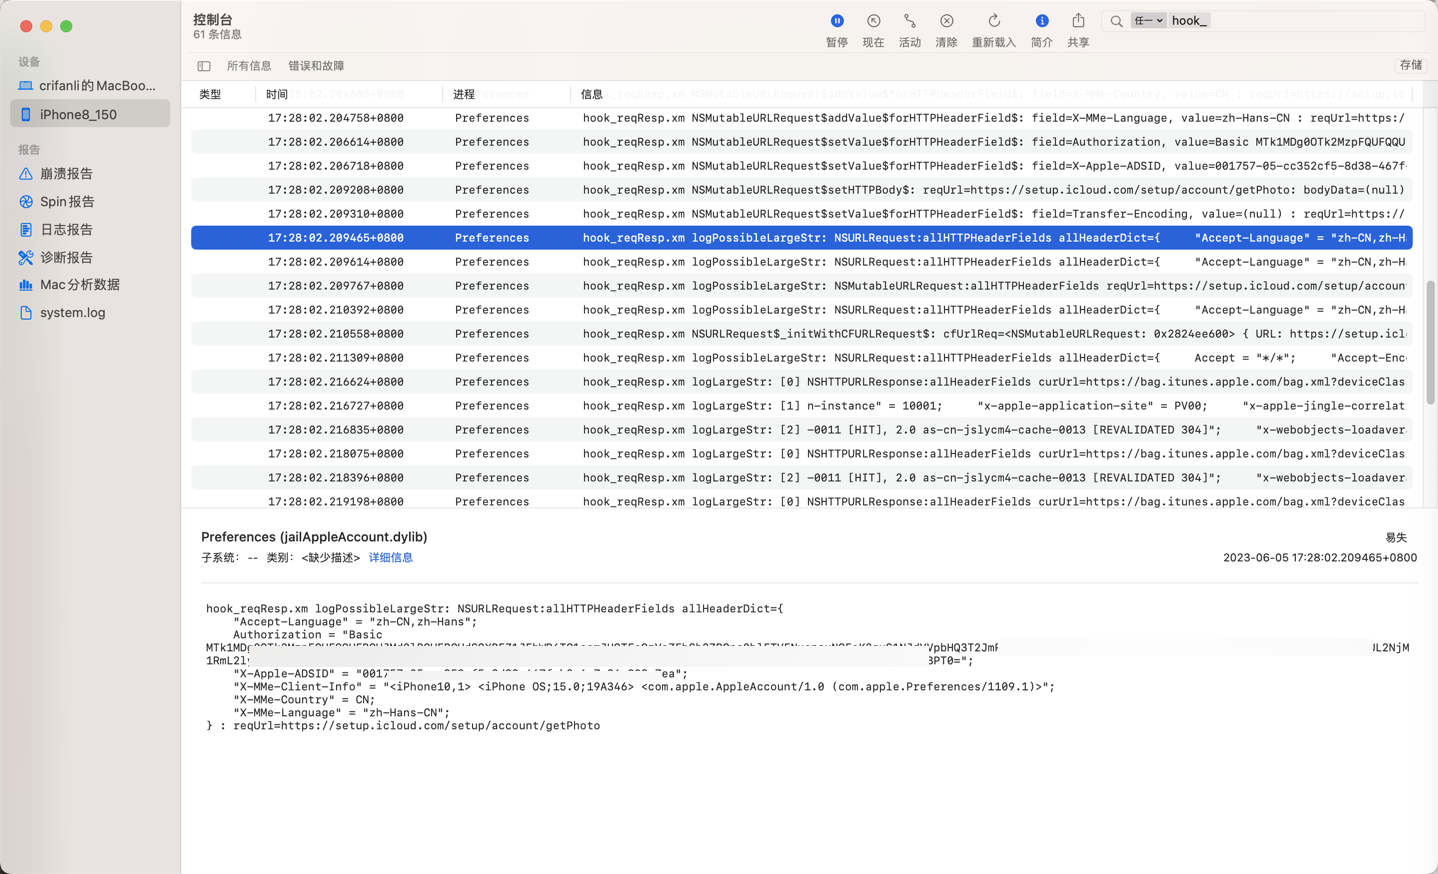 控制台
61 条信息
暂停
现在
活动
清除
重新载入
简介
共享
任一
hook_
设备
crifanli的MacBoo...
iPhone8_150
报告
崩溃报告
Spin报告
日志报告
诊断报告
Mac分析数据
system.log
所有信息 错误和故障
存储
类型 时间 进程 信息
17:28:02.204758+0800 Preferences hook_reqResp.xm NSMutableURLRequest$addValue$forHTTPHeaderField$: field=X-MMe-Language, value=zh-Hans-CN : reqUrl=https:/
17:28:02.206614+0800 Preferences hook_reqResp.xm NSMutableURLRequest$setValue$forHTTPHeaderField$: field=Authorization, value=Basic MTk1MDg0OTk2MzpFQUFQQU
17:28:02.206718+0800 Preferences hook_reqResp.xm NSMutableURLRequest$setValue$forHTTPHeaderField$: field=X-Apple-ADSID, value=001757-05-cc352cf5-8d38-467f
17:28:02.209208+0800 Preferences hook_reqResp.xm NSMutableURLRequest$setHTTPBody$: reqUrl=https://setup.icloud.com/setup/account/getPhoto: bodyData=(null)
17:28:02.209310+0800 Preferences hook_reqResp.xm NSMutableURLRequest$setValue$forHTTPHeaderField$: field=Transfer-Encoding, value=(null) : reqUrl=https:/
17:28:02.209465+0800 Preferences hook_reqResp.xm logPossibleLargeStr: NSURLRequest:allHTTPHeaderFields allHeaderDict={ "Accept-Language" = "zh-CN,zh-H
17:28:02.209614+0800 Preferences hook_reqResp.xm logPossibleLargeStr: NSURLRequest:allHTTPHeaderFields allHeaderDict={ "Accept-Language" = "zh-CN,zh-H
17:28:02.209767+0800 Preferences hook_reqResp.xm logPossibleLargeStr: NSMutableURLRequest:allHTTPHeaderFields reqUrl=https://setup.icloud.com/setup/accoun
17:28:02.210392+0800 Preferences hook_reqResp.xm logPossibleLargeStr: NSURLRequest:allHTTPHeaderFields allHeaderDict={ "Accept-Language" = "zh-CN,zh-H
17:28:02.210558+0800 Preferences hook_reqResp.xm NSURLRequest$_initWithCFURLRequest$: cfUrlReq=<NSMutableURLRequest: 0x2824ee600> { URL: https://setup.icl
17:28:02.211309+0800 Preferences hook_reqResp.xm logPossibleLargeStr: NSURLRequest:allHTTPHeaderFields allHeaderDict={ Accept = "*/*"; "Accept-Enc
17:28:02.216624+0800 Preferences hook_reqResp.xm logLargeStr: [0] NSHTTPURLResponse:allHeaderFields curUrl=https://bag.itunes.apple.com/bag.xml?deviceClas
17:28:02.216727+0800 Preferences hook_reqResp.xm logLargeStr: [1] n-instance" = 10001; "x-apple-application-site" = PV00; "x-apple-jingle-correlat
17:28:02.216835+0800 Preferences hook_reqResp.xm logLargeStr: [2] -0011 [HIT], 2.0 as-cn-jslycm4-cache-0013 [REVALIDATED 304]"; "x-webobjects-loadaver
17:28:02.218075+0800 Preferences hook_reqResp.xm logLargeStr: [0] NSHTTPURLResponse:allHeaderFields curUrl=https://bag.itunes.apple.com/bag.xml?deviceClas
17:28:02.218396+0800 Preferences hook_reqResp.xm logLargeStr: [2] -0011 [HIT], 2.0 as-cn-jslycm4-cache-0013 [REVALIDATED 304]"; "x-webobjects-loadaver
17:28:02.219198+0800 Preferences hook_reqResp.xm logLargeStr: [0] NSHTTPURLResponse:allHeaderFields curUrl=https://bag.itunes.apple.com/bag.xml?deviceClas
Preferences (jailAppleAccount.dylib)
易失
子系统: -- 类别: <缺少描述> 详细信息
2023-06-05 17:28:02.209465+0800
hook_reqResp.xm logPossibleLargeStr: NSURLRequest:allHTTPHeaderFields allHeaderDict={
"Accept-Language" = "zh-CN,zh-Hans";
Authorization = "Basic
"X-Apple-ADSID" =
"X-MMe-Client-Info" = "<iPhone10,1> <iPhone OS;15.0;19A346> <com.apple.AppleAccount/1.0 (com.apple.Preferences/1109.1)>";
"X-MMe-Country" = CN;
"X-MMe-Language" = "zh-Hans-CN";
} : reqUrl=https://setup.icloud.com/setup/account/getPhoto